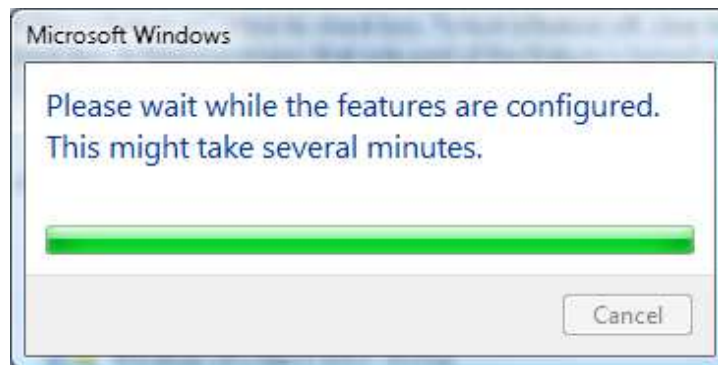 Microsoft Windows
Please wait while the features are configured.
This might take several minutes.
Cancel